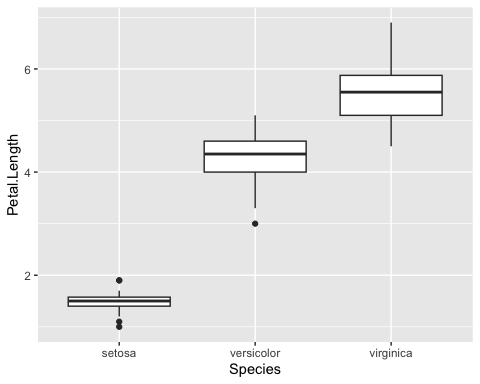 6
4
2
Petal.Length
setosa versicolor virginica
Species